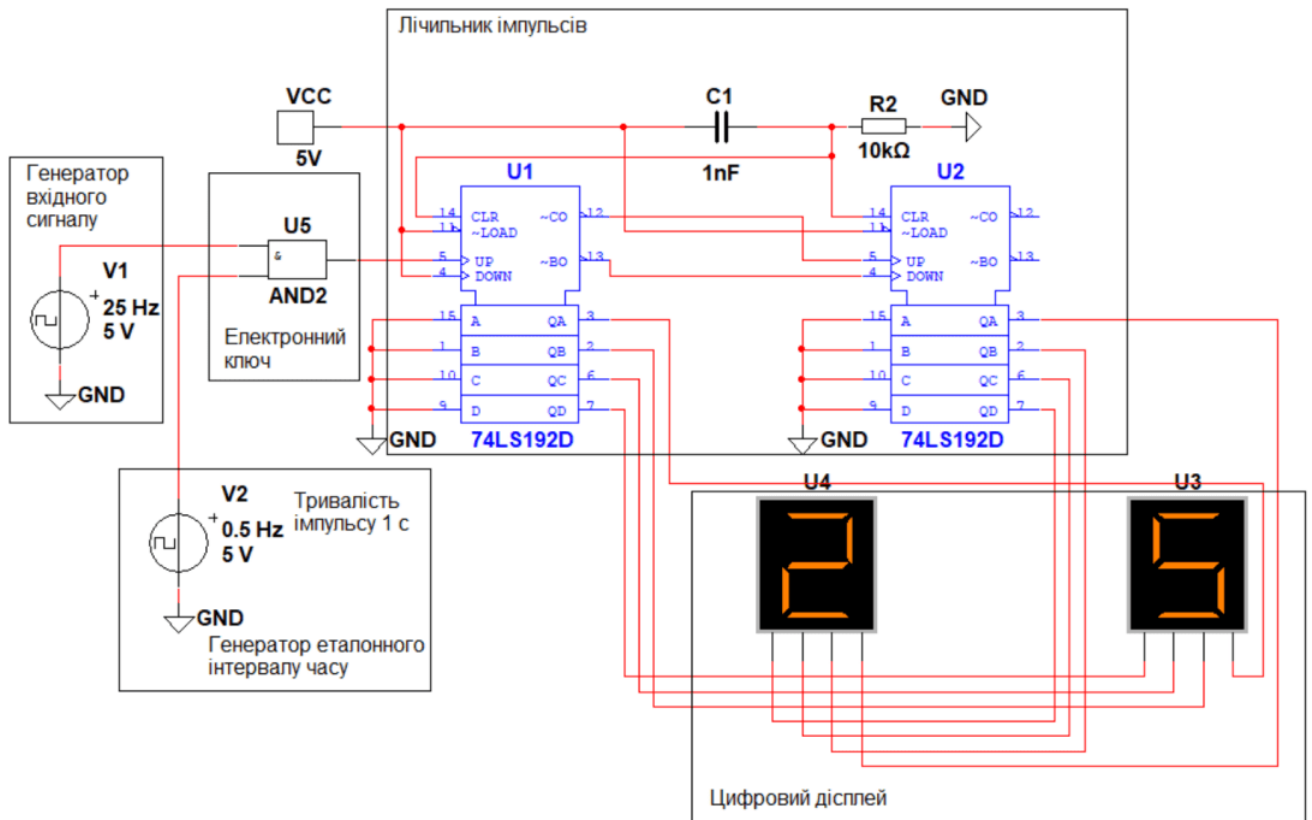 Лічильник імпульсів
VCC
5V
C1
1nF
R2
10kΩ
GND
Генератор
вхідного
сигналу
V1
25 Hz
5 V
GND
U5
&
AND2
Електронний
ключ
U1
14 CLR ~CO 12
11 ~LOAD
5 UP ~BO 13
4 DOWN
15 A QA 3
1 B QB 2
10 C QC 6
9 D QD 7
GND
74LS192D
U2
14 CLR ~CO 12
11 ~LOAD
5 UP ~BO 13
4 DOWN
15 A QA 3
1 B QB 2
10 C QC 6
9 D QD 7
GND
74LS192D
V2
0.5 Hz
5 V
Тривалість
імпульсу 1 с
GND
Генератор еталонного
інтервалу часу
U4
2
U3
5
Цифровий дісплей